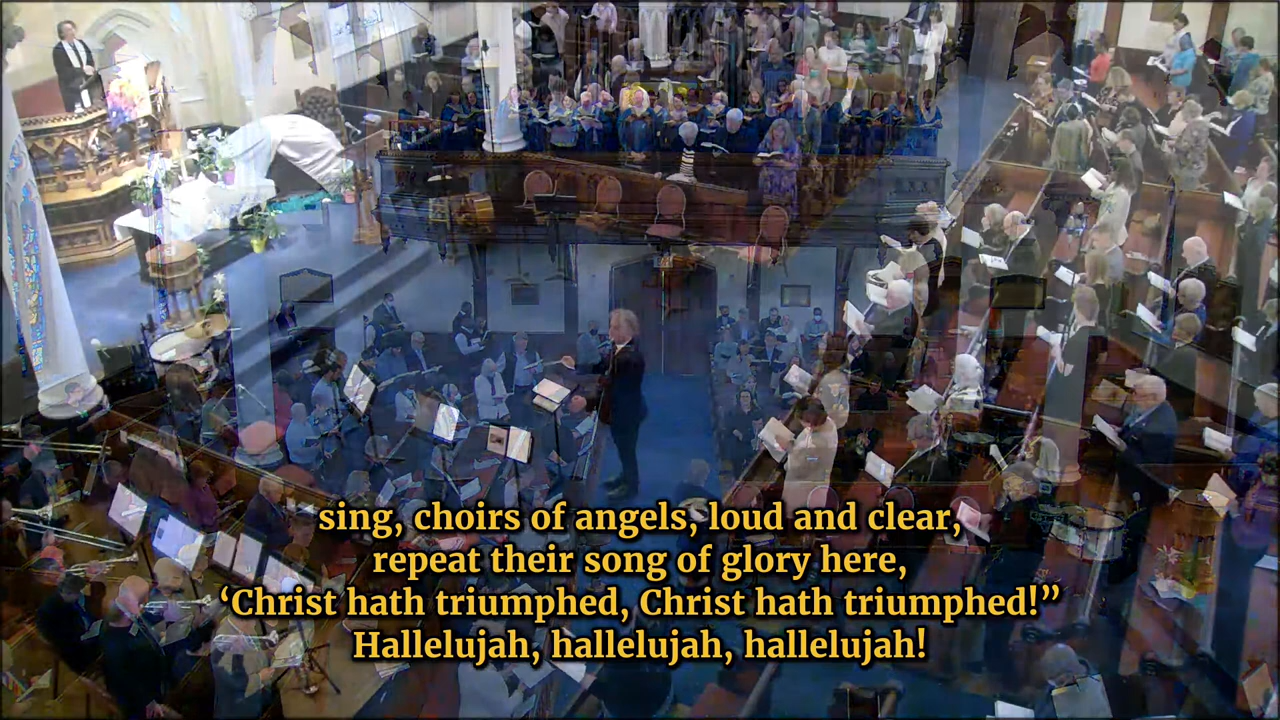 sing, choirs of angels, loud and clear,
repeat their song of glory here,
‘Christ hath triumphed, Christ hath triumphed!”
Hallelujah, hallelujah, hallelujah!